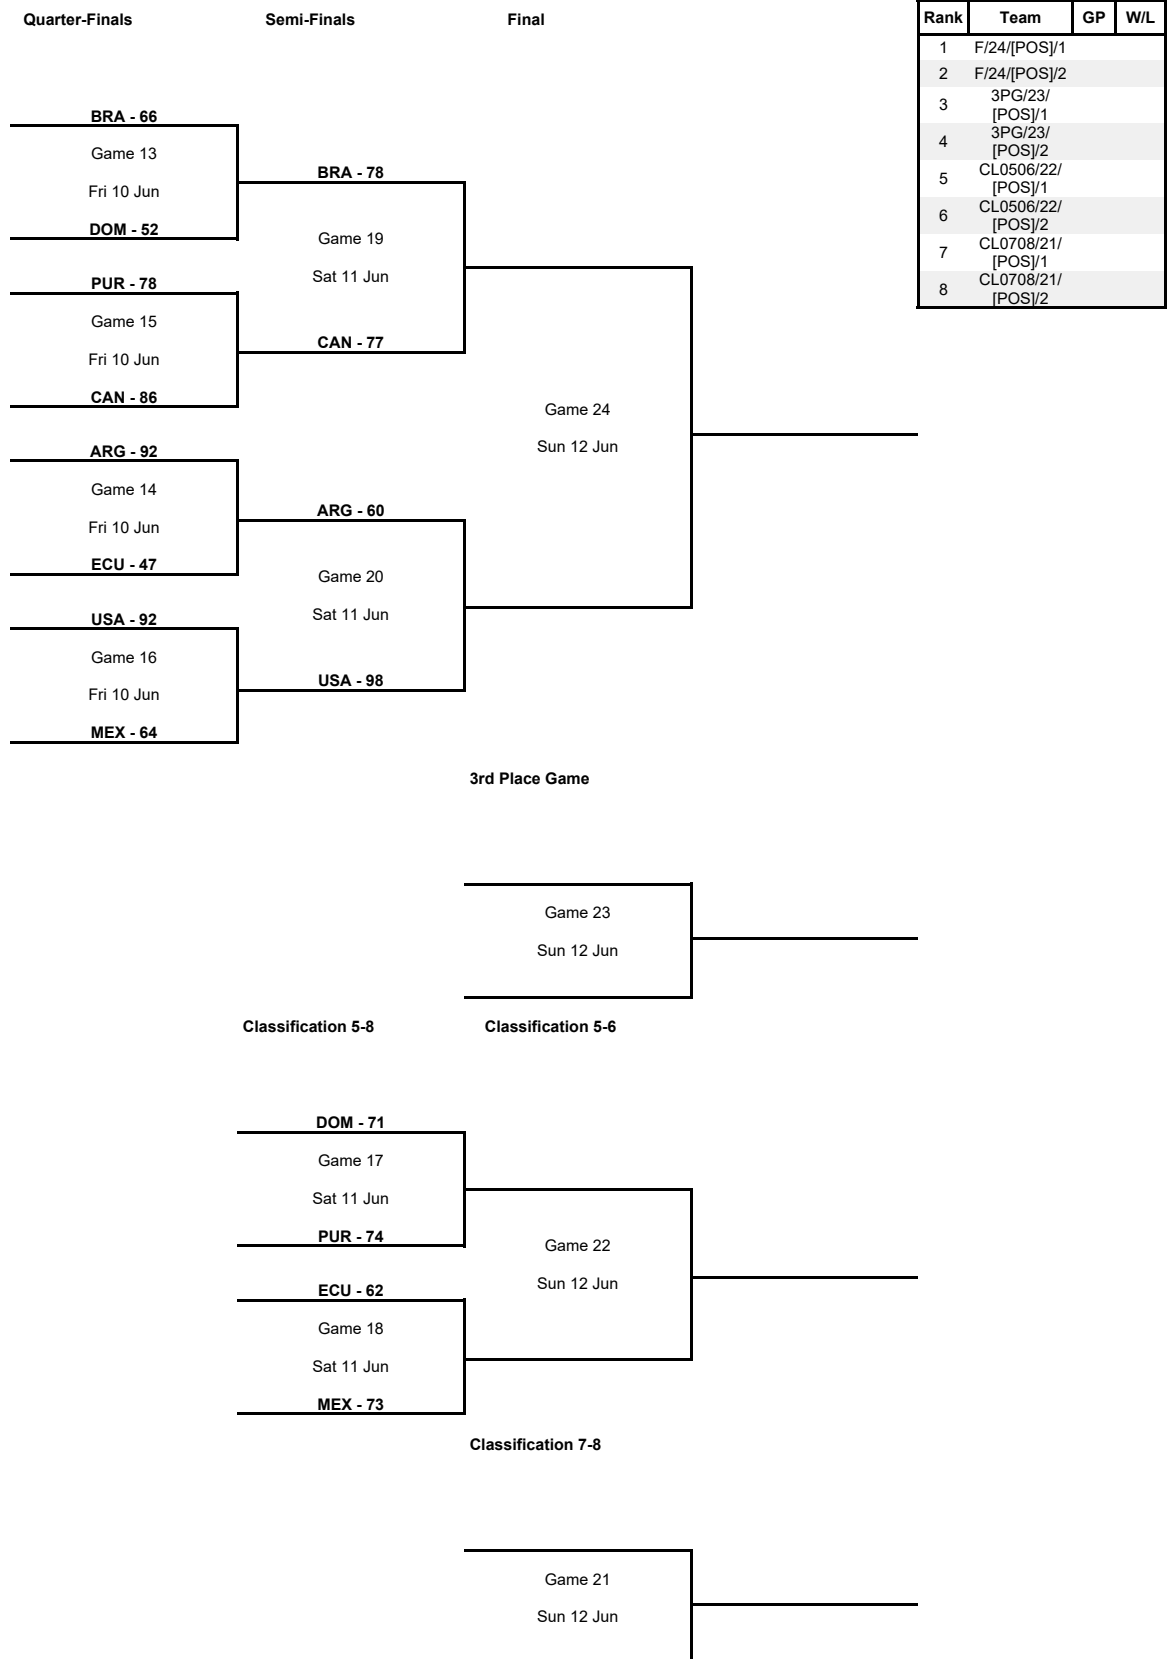 Quarter-Finals Semi-Finals Final
Rank Team GP W/L
1 F/24/[POS]/1
2 F/24/[POS]/2
3 3PG/23/
[POS]/1
4 3PG/23/
[POS]/2
5 CL0506/22/
[POS]/1
6 CL0506/22/
[POS]/2
7 CL0708/21/
[POS]/1
8 CL0708/21/
[POS]/2
BRA - 66
Game 13
Fri 10 Jun
DOM - 52
PUR - 78
Game 15
Fri 10 Jun
CAN - 86
ARG - 92
Game 14
Fri 10 Jun
ECU - 47
USA - 92
Game 16
Fri 10 Jun
MEX - 64
BRA - 78
Game 19
Sat 11 Jun
CAN - 77
ARG - 60
Game 20
Sat 11 Jun
USA - 98
Game 24
Sun 12 Jun
3rd Place Game
Game 23
Sun 12 Jun
Classification 5-8 Classification 5-6
DOM - 71
Game 17
Sat 11 Jun
PUR - 74
ECU - 62
Game 18
Sat 11 Jun
MEX - 73
Game 22
Sun 12 Jun
Classification 7-8
Game 21
Sun 12 Jun